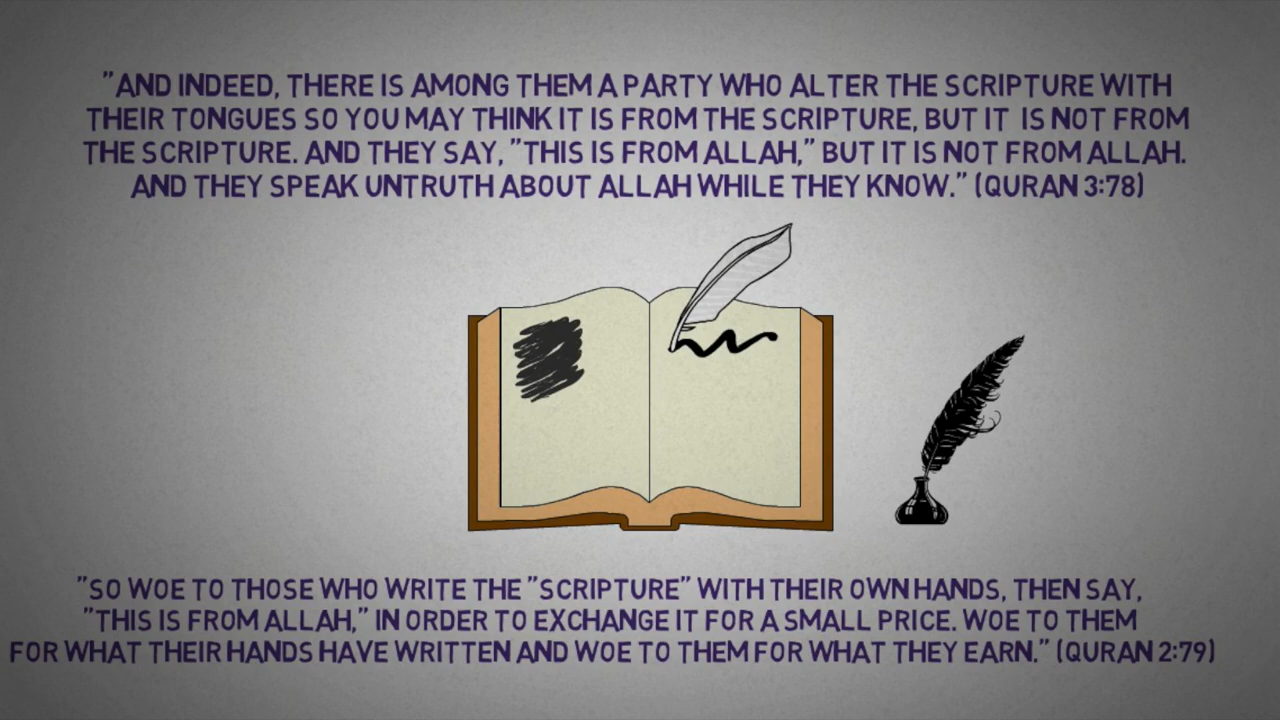 "AND INDEED, THERE IS AMONG THEM A PARTY WHO ALTER THE SCRIPTURE WITH
THEIR TONGUES SO YOU MAY THINK IT IS FROM THE SCRIPTURE, BUT IT IS NOT FROM
THE SCRIPTURE. AND THEY SAY, "THIS IS FROM ALLAH," BUT IT IS NOT FROM ALLAH.
AND THEY SPEAK UNTRUTH ABOUT ALLAH WHILE THEY KNOW." (QURAN 3:78)
"SO WOE TO THOSE WHO WRITE THE "SCRIPTURE" WITH THEIR OWN HANDS, THEN SAY,
"THIS IS FROM ALLAH," IN ORDER TO EXCHANGE IT FOR A SMALL PRICE. WOE TO THEM
FOR WHAT THEIR HANDS HAVE WRITTEN AND WOE TO THEM FOR WHAT THEY EARN." (QURAN 2:79)